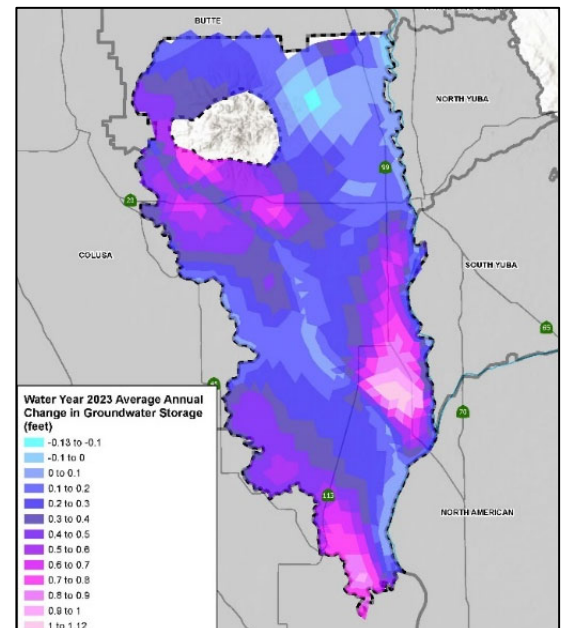 BUTTE
NORTH YUBA
99
20
COLUSA
SOUTH YUBA
65
45
70
113
NORTH AMERICAN
Water Year 2023 Average Annual
Change in Groundwater Storage
(feet)
-0.13 to -0.1
-0.1 to 0
0 to 0.1
0.1 to 0.2
0.2 to 0.3
0.3 to 0.4
0.4 to 0.5
0.5 to 0.6
0.6 to 0.7
0.7 to 0.8
0.8 to 0.9
0.9 to 1
1 to 1.12